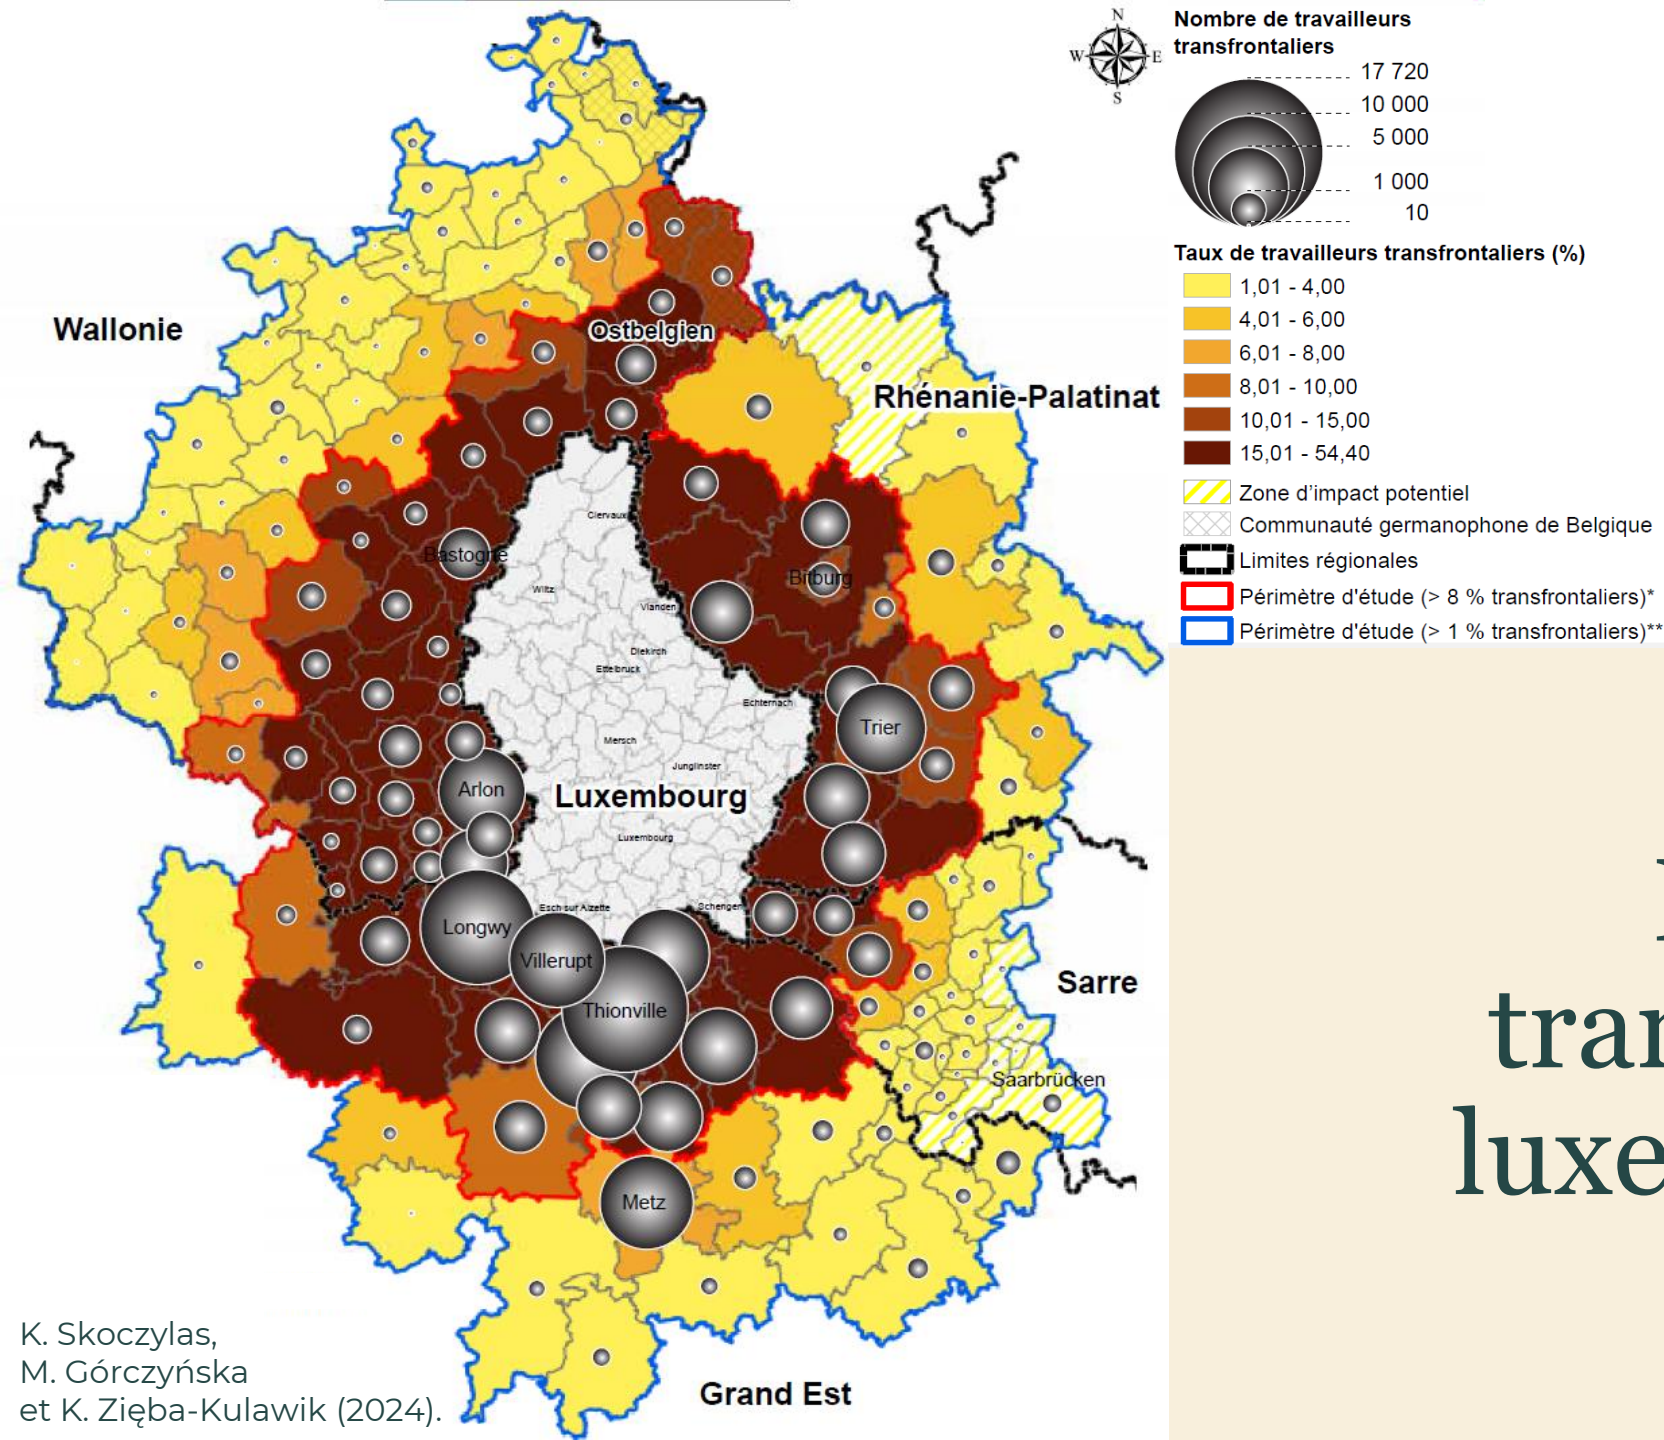 N
W
E
S
Nombre de travailleurs
transfrontaliers
17 720
10 000
5 000
1 000
10
Taux de travailleurs transfrontaliers (%)
1,01 - 4,00
4,01 - 6,00
6,01 - 8,00
8,01 - 10,00
10,01 - 15,00
15,01 - 54,40
Zone d'impact potentiel
Communauté germanophone de Belgique
Limites régionales
Périmètre d'étude (> 8 % transfrontaliers)*
Périmètre d'étude (> 1 % transfrontaliers)**
Wallonie
Ostbelgien
Rhénanie-Palatinat
Clervaux
Bastogne
Bitburg
Wiltz
Vianden
Diekirch
Ettelbruck
Echternach
Trier
Mersch
Junglinster
Arlon
Luxembourg
Luxembourg
Esch sur Alzette
Schengen
Longwy
Villerupt
Thionville
Sarre
Saarbrücken
Metz
Grand Est
tra
luxe
K. Skoczylas,
M. Górczyńska
et K. Zięba-Kulawik (2024).